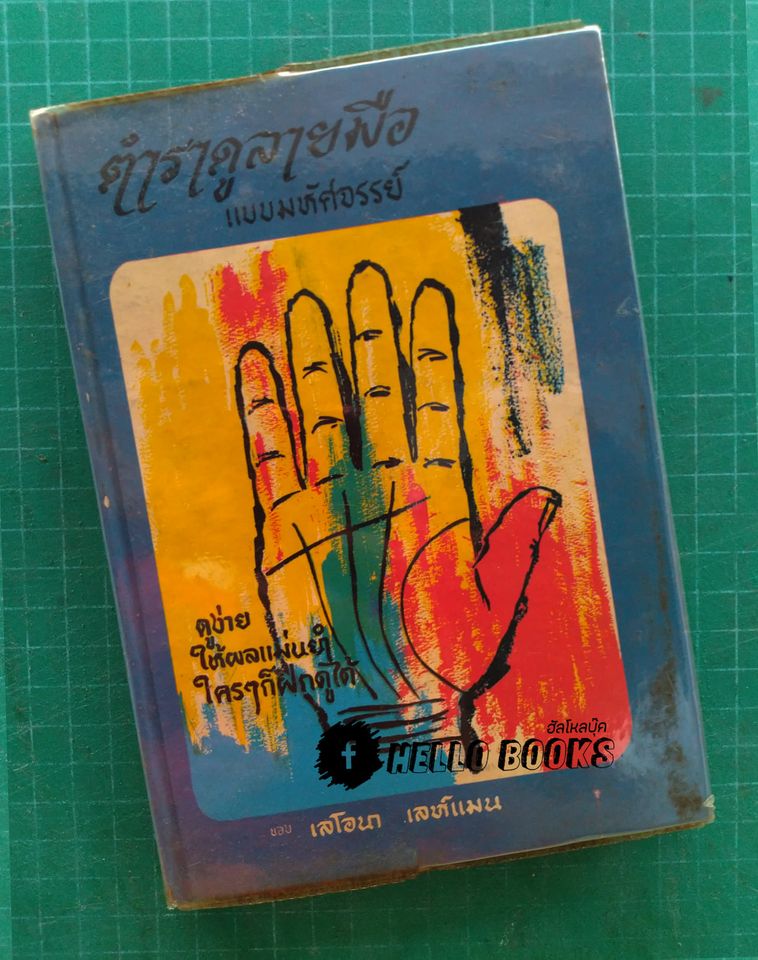 ตำราดูลายมือ
แบบมหัศจรรย์
ดูง่าย
ให้ผลแม่นยำ
ใครๆก็ฝึกดูได้
f
ฮัลโหลบุ๊ค
HELLO BOOKS
ของ เลโอนา เลห์แมน